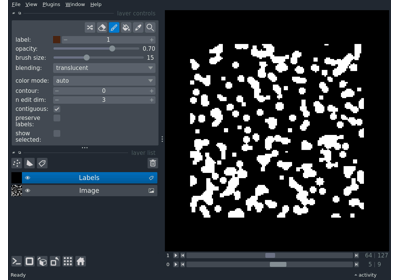 File View Plugins Window Help
layer controls
label: 1
opacity: 0.70
brush size: 15
blending: translucent
color mode: auto
contour: 0
n edit dim: 3
contiguous:
preserve
labels:
show
selected:
layer list
Labels
Image
64 127
0 5 9
Ready activity